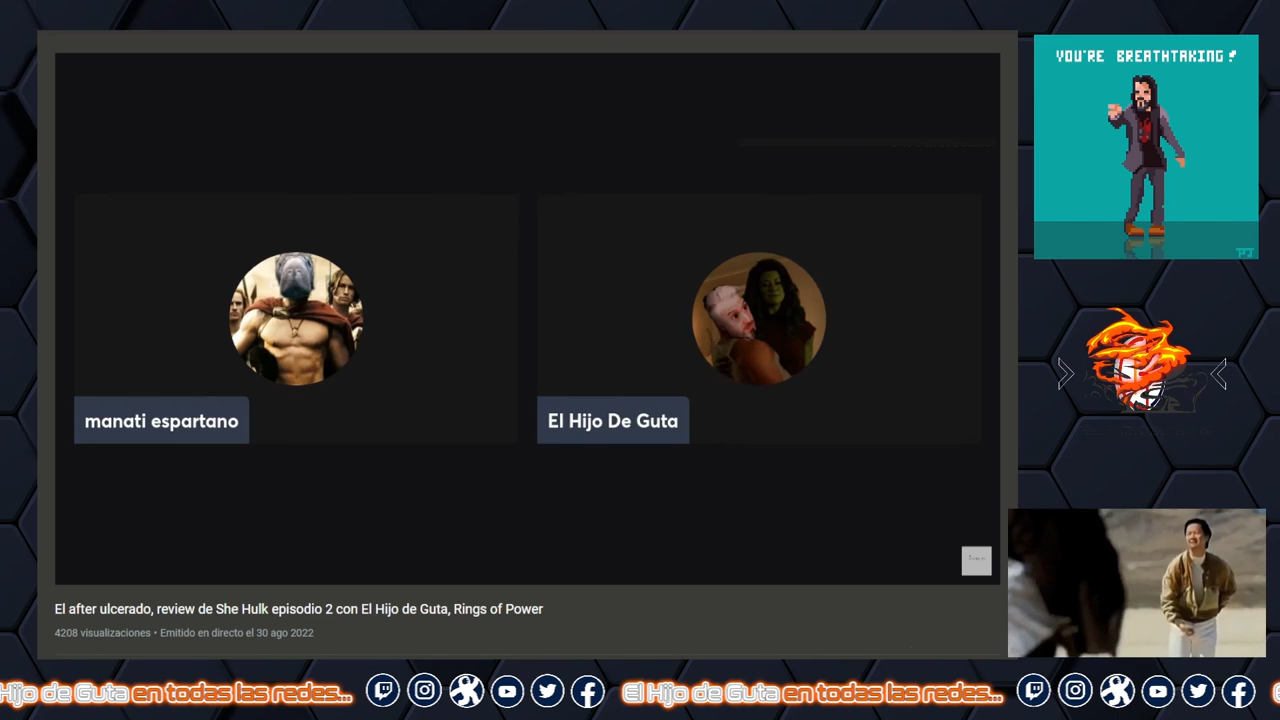 YOU'RE BREATHTAKING!
manati espartano
El Hijo De Guta
El after ulcerado, review de She Hulk episodio 2 con El Hijo de Guta, Rings of Power
4208 visualizaciones • Emitido en directo el 30 ago 2022
Hijo de Guta en todas las redes... El Hijo de Guta en todas las redes...